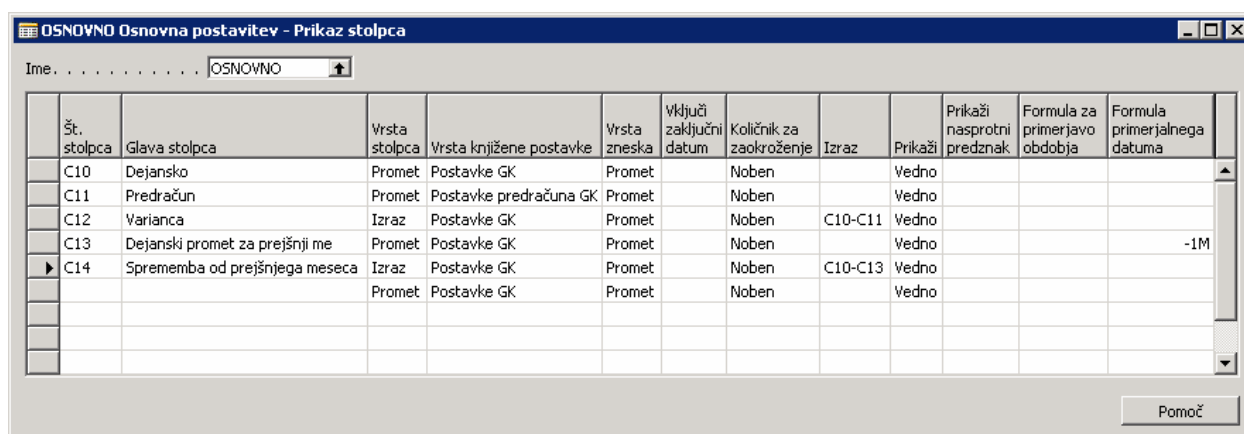 OSNOVNO Osnovna postavitev - Prikaz stolpca
Ime. . . . . . . . . . . . OSNOVNO
Št. stolpca Glava stolpca Vrsta stolpca Vrsta knjižene postavke Vrsta zneska Vključi zaključni datum Količnik za zaokroženje Izraz Prikaži Prikaži nasprotni predznak Formula za primerjavo obdobja Formula primerjalnega datuma
C10 Dejansko Promet Postavke GK Promet Noben Vedno
C11 Predračun Promet Postavke predračuna GK Promet Noben Vedno
C12 Varianca Izraz Postavke GK Promet Noben C10-C11 Vedno
C13 Dejanski promet za prejšnji me Promet Postavke GK Promet Noben Vedno -1M
C14 Sprememba od prejšnjega meseca Izraz Postavke GK Promet Noben C10-C13 Vedno
Promet Postavke GK Promet Noben Vedno
Pomoč